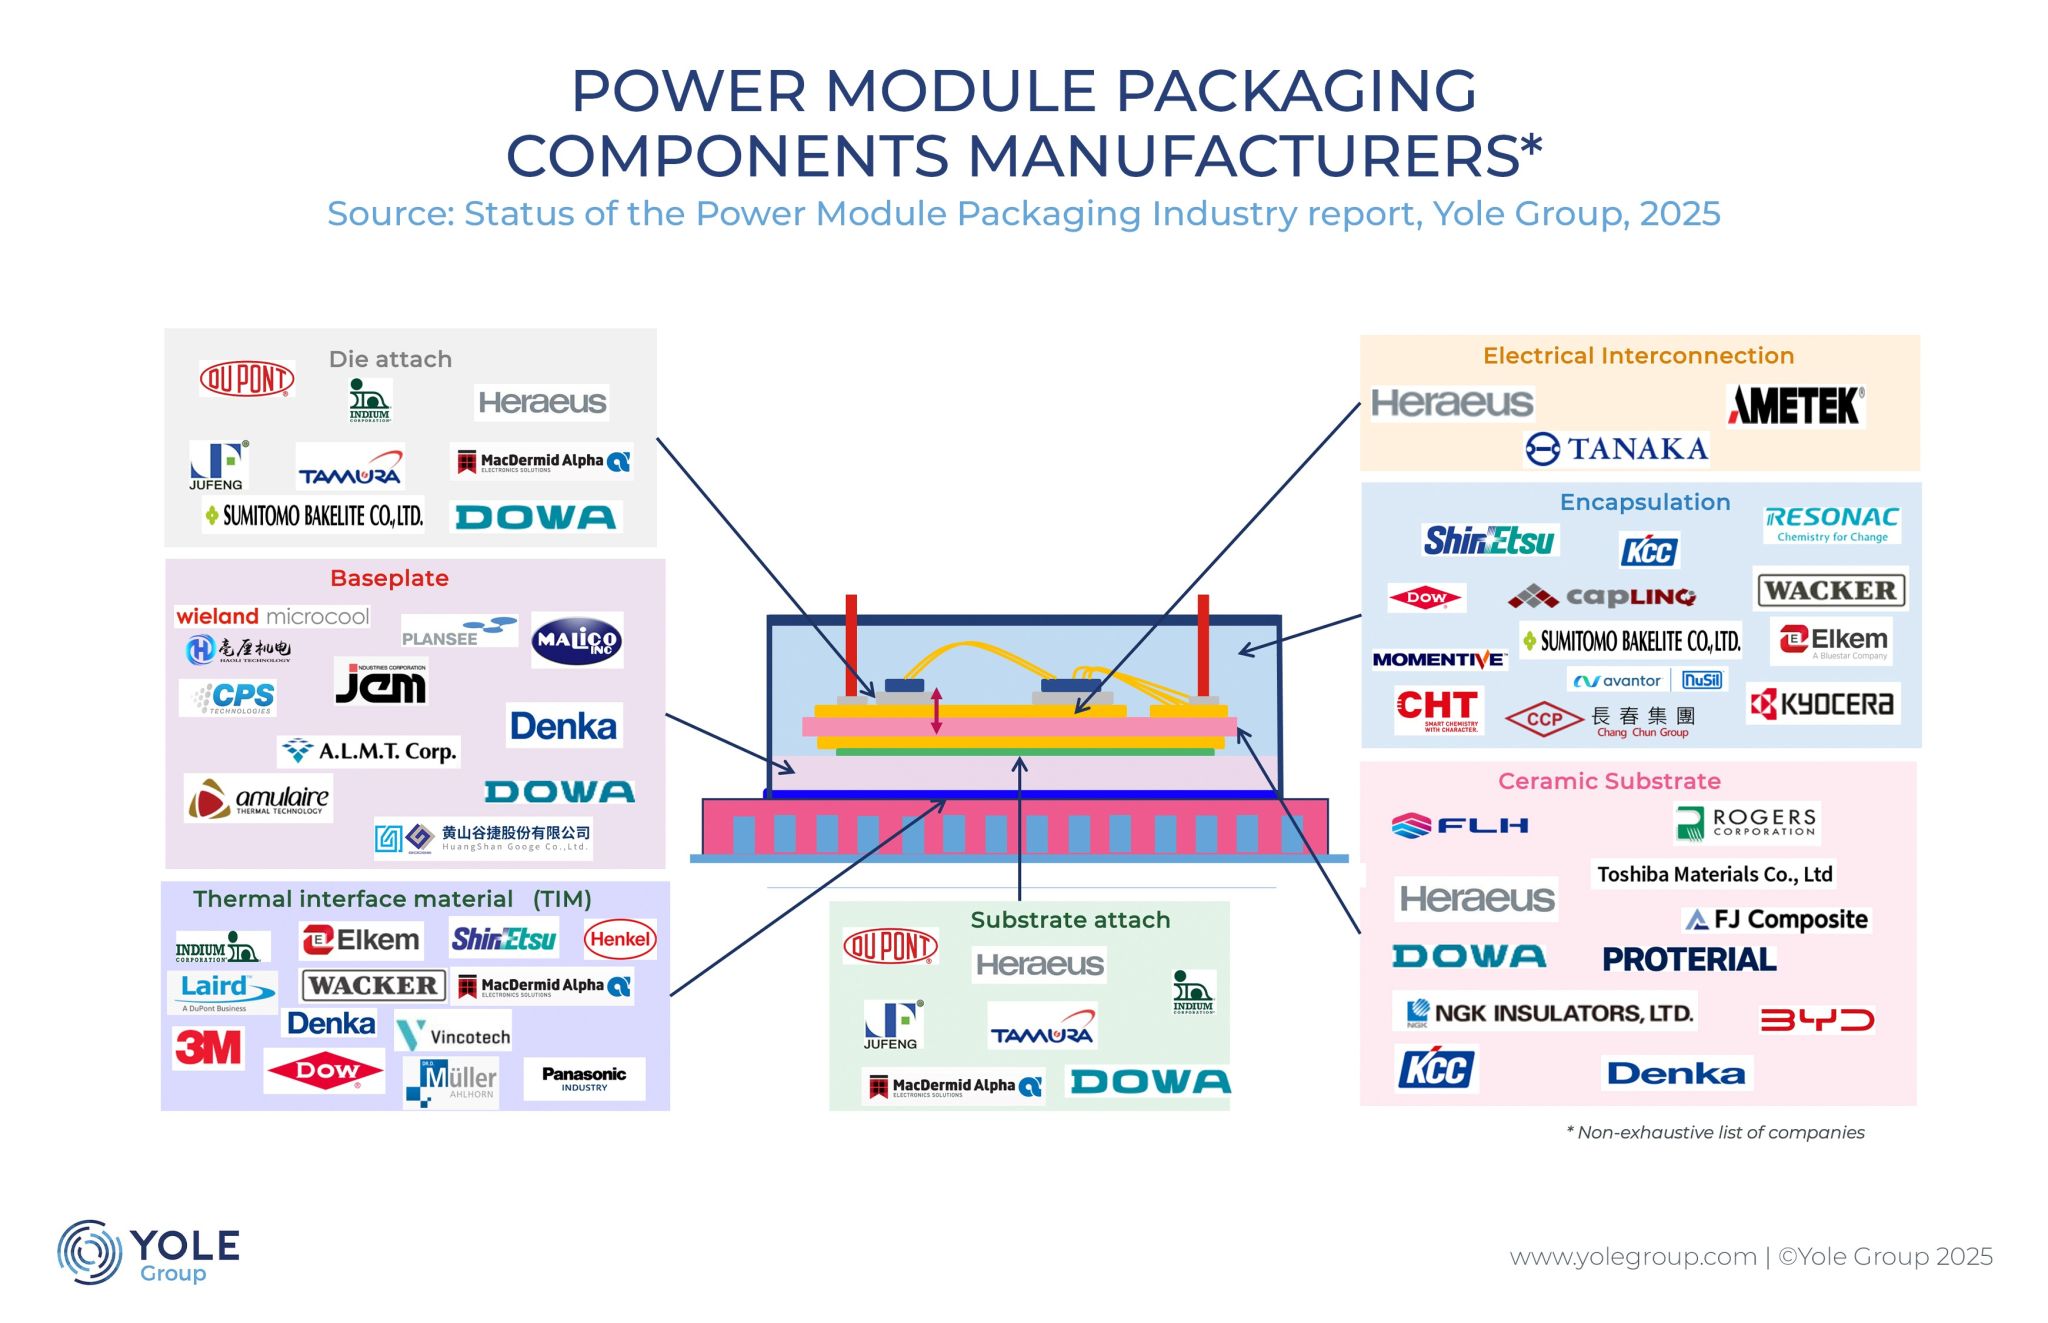 POWER MODULE PACKAGING
COMPONENTS MANUFACTURERS*
Source: Status of the Power Module Packaging Industry report, Yole Group, 2025
Die attach
DU PONT
INDIUM
CORPORATION
Heraeus
JUFENG
TAMURA
MacDermid Alpha
ELECTRONICS SOLUTIONS
SUMITOMO BAKELITE CO., LTD.
DOWA
Baseplate
wieland microcool
PLANSEE
MALICO
INC
毫厘机电
HAOLI TECHNOLOGY
INDUSTRIES CORPORATION
JEM
CPS
TECHNOLOGIES
Denka
A.L.M.T. Corp.
amulaire
THERMAL TECHNOLOGY
DOWA
黄山谷捷股份有限公司
HuangShan Googe Co.,Ltd.
Thermal interface material (TIM)
INDIUM
CORPORATION
Elkem
ShinEtsu
Henkel
Laird
A DuPont Business
WACKER
MacDermid Alpha
ELECTRONICS SOLUTIONS
3M
Denka
Vincotech
DOW
DR.D.
Müller
AHLHORN
Panasonic
INDUSTRY
Substrate attach
DU PONT
Heraeus
INDIUM
CORPORATION
JUFENG
TAMURA
MacDermid Alpha
ELECTRONICS SOLUTIONS
DOWA
Electrical Interconnection
Heraeus
AMETEK
TANAKA
Encapsulation
ShinEtsu
KCC
RESONAC
Chemistry for Change
DOW
CAPLINQ
WACKER
MOMENTIVE
SUMITOMO BAKELITE CO., LTD.
Elkem
A Bluestar Company
avantor | NuSil
CHT
SMART CHEMISTRY
WITH CHARACTER.
CCP
長春集團
Chang Chun Group
KYOCERA
Ceramic Substrate
FLH
ROGERS
CORPORATION
Toshiba Materials Co., Ltd
Heraeus
FJ Composite
DOWA
PROTERIAL
NGK
NGK INSULATORS, LTD.
BYD
KCC
Denka
* Non-exhaustive list of companies
YOLE
Group
www.yolegroup.com | ©Yole Group 2025